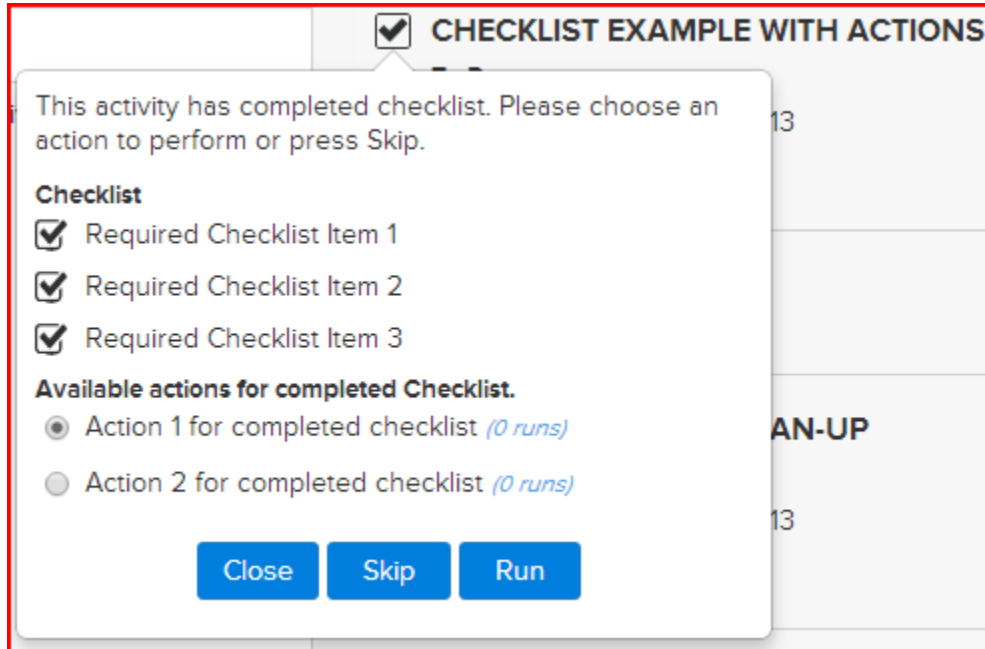 CHECKLIST EXAMPLE WITH ACTIONS
This activity has completed checklist. Please choose an
action to perform or press Skip.
Checklist
Required Checklist Item 1
Required Checklist Item 2
Required Checklist Item 3
Available actions for completed Checklist.
Action 1 for completed checklist (0 runs)
Action 2 for completed checklist (0 runs)
Close Skip Run
13
AN-UP
13